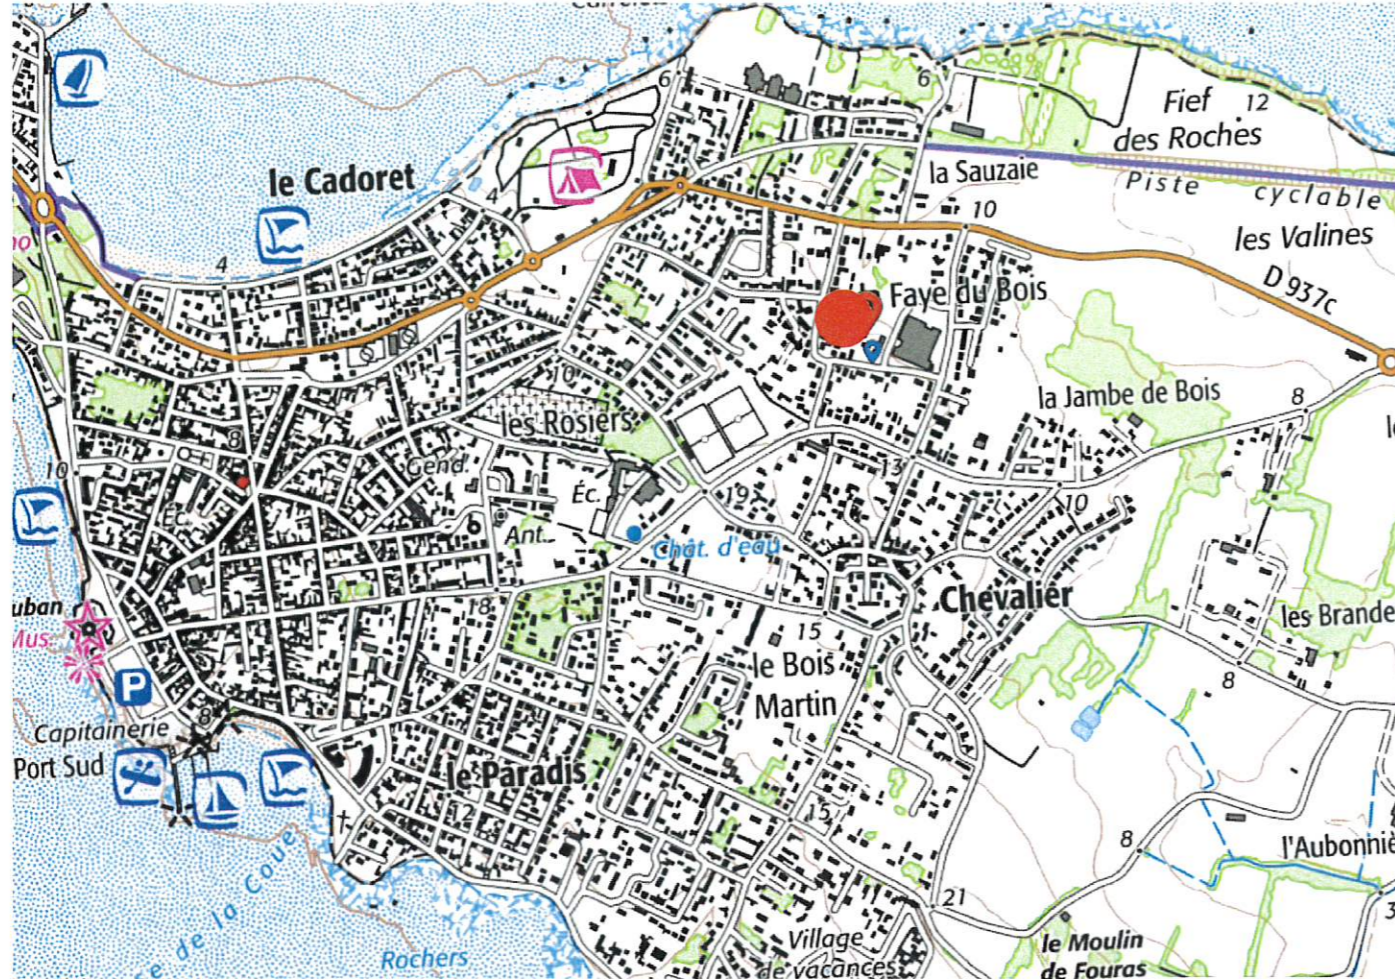 6
6
Fief
12
des Roches
le Cadoret
la Sauzaie
Piste cyclable
4
10
les Valines
4
D 937c
Faye du Bois
10
la Jambe de Bois
8
les Rosiers
8
Gend.
13
10
Éc.
19
10
Éc.
Ant.
Chât. d'eau
18
Chevalier
uban
Mus.
15
les Brande
le Bois
Martin
8
P
8
Capitainerie
Port Sud
le Paradis
12
15
8
l'Aubonniè
21
3
e de la Coue
Village
de vacances
le Moulin
de Fouras
Rochers